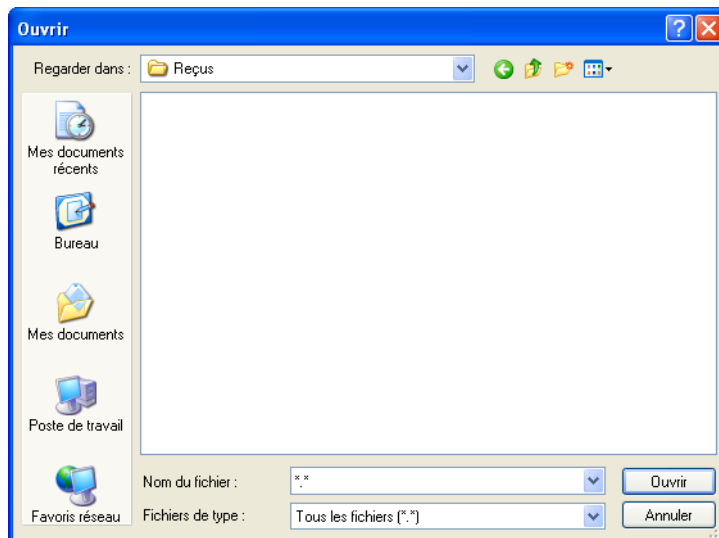 Ouvrir
Regarder dans : Reçus
Mes documents
récents
Bureau
Mes documents
Poste de travail
Favoris réseau
Nom du fichier : *.* Ouvrir
Fichiers de type : Tous les fichiers (*.*) Annuler